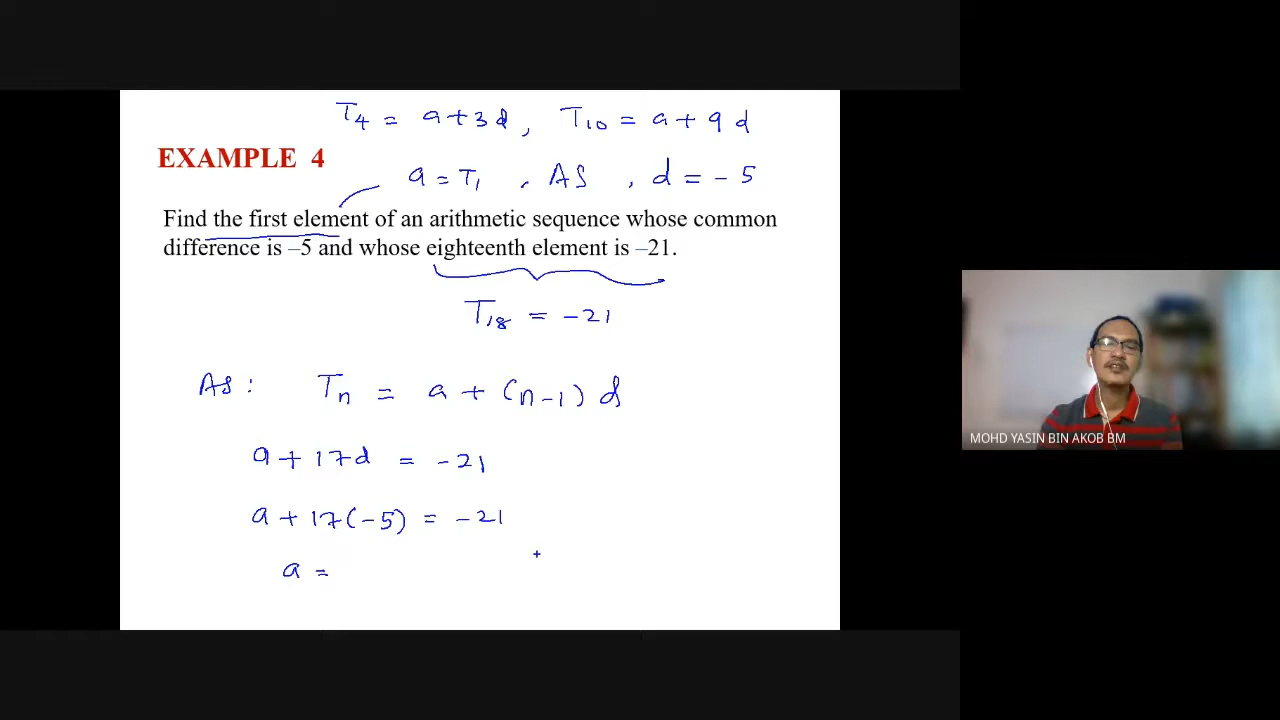 T4 = a + 3d, T10 = a + 9d
EXAMPLE 4
a = T1, AS, d = -5
Find the first element of an arithmetic sequence whose common
difference is –5 and whose eighteenth element is –21.
T18 = -21
AS: Tn = a + (n-1) d
a + 17d = -21
a + 17(-5) = -21
a =
MOHD YASIN BIN AKOB BM